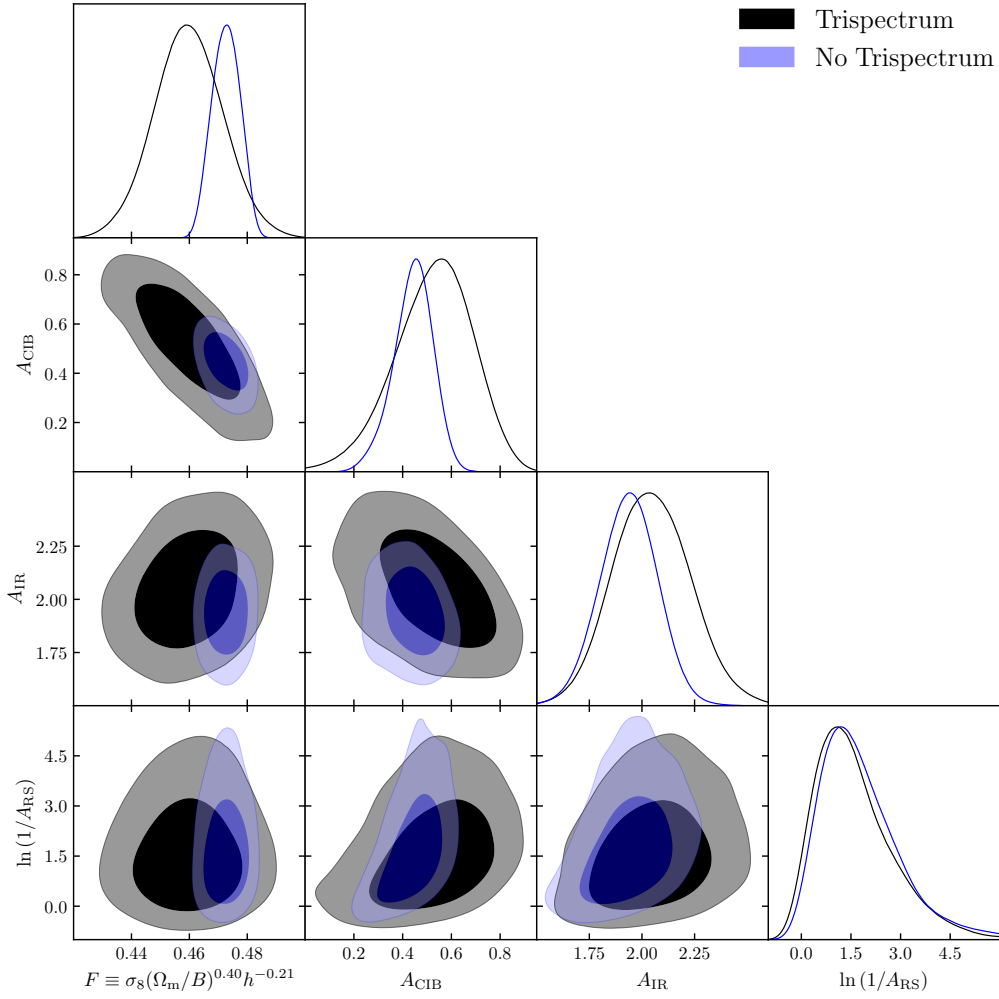 Trispectrum
No Trispectrum
0.8
0.6
0.4
0.2
A_CIB
2.25
2.00
1.75
A_IR
4.5
3.0
1.5
0.0
ln (1/A_RS)
0.44 0.46 0.48
0.2 0.4 0.6 0.8
1.75 2.00 2.25
0.0 1.5 3.0 4.5
F ≡ σ₈(Ω_m/B)^0.40 h^−0.21
A_CIB
A_IR
ln (1/A_RS)